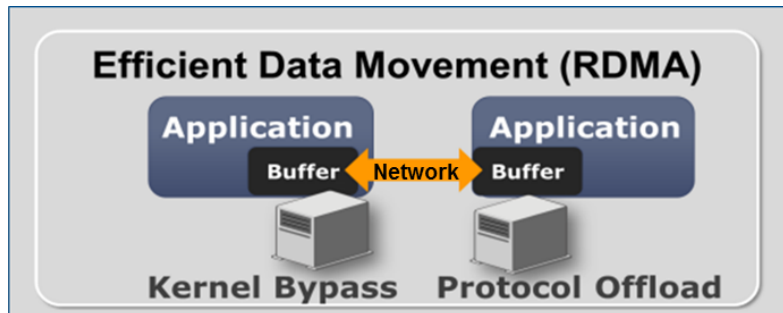 Efficient Data Movement (RDMA)
Application Application
Buffer Network Buffer
Kernel Bypass Protocol Offload